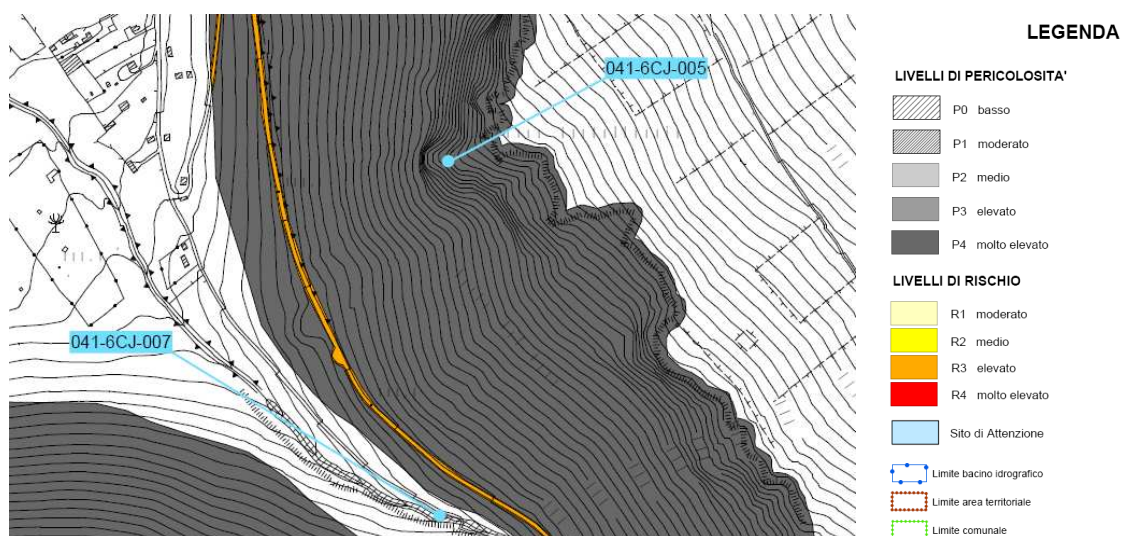 041-6CJ-005
041-6CJ-007
LEGENDA
LIVELLI DI PERICOLOSITA'
P0 basso
P1 moderato
P2 medio
P3 elevato
P4 molto elevato
LIVELLI DI RISCHIO
R1 moderato
R2 medio
R3 elevato
R4 molto elevato
Sito di Attenzione
Limite bacino idrografico
Limite area territoriale
Limite comunale